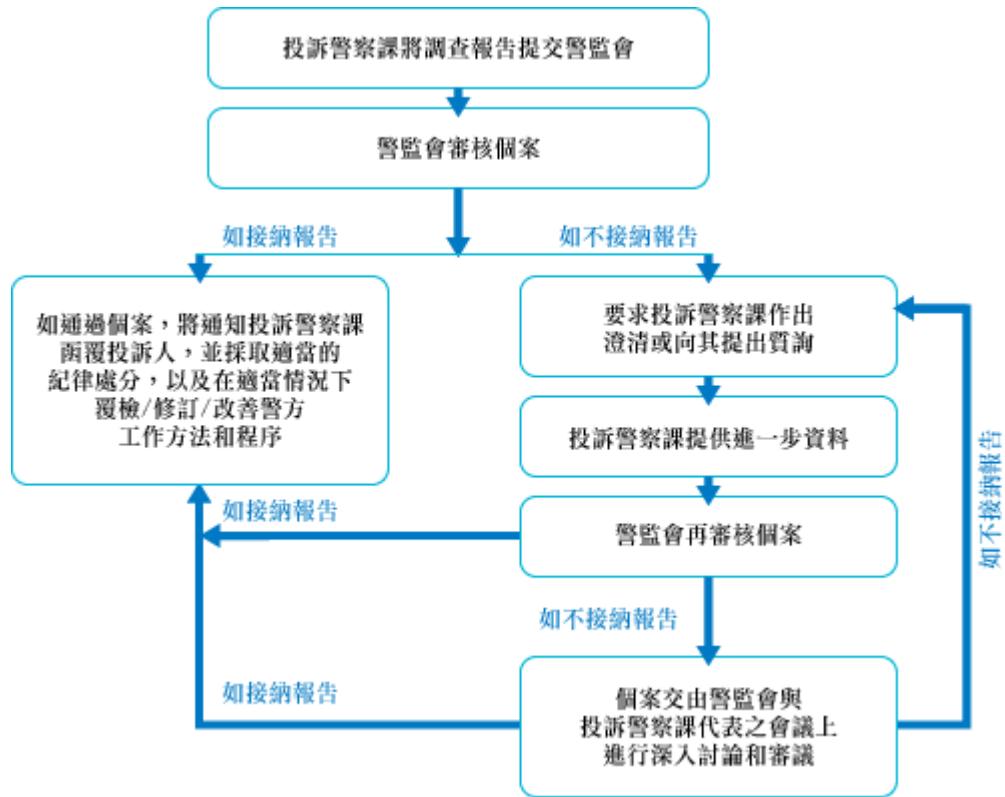 投訴警察課將調查報告提交警監會
警監會審核個案
如接納報告
如不接納報告
如通過個案，將通知投訴警察課
函覆投訴人，並採取適當的
紀律處分，以及在適當情況下
覆檢/修訂/改善警方
工作方法和程序
要求投訴警察課作出
澄清或向其提出質詢
投訴警察課提供進一步資料
如接納報告
警監會再審核個案
如不接納報告
如不接納報告
如接納報告
個案交由警監會與
投訴警察課代表之會議上
進行深入討論和審議